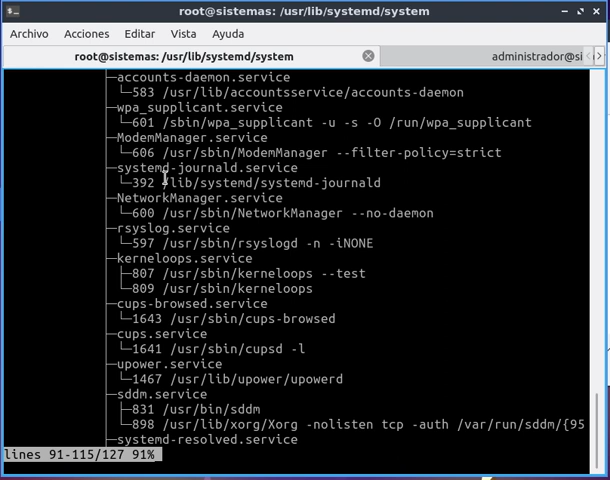 root@sistemas: /usr/lib/systemd/system
Archivo Acciones Editar Vista Ayuda
root@sistemas: /usr/lib/systemd/system administrador@si
├─accounts-daemon.service
│ └─583 /usr/lib/accountsservice/accounts-daemon
├─wpa_supplicant.service
│ └─601 /sbin/wpa_supplicant -u -s -O /run/wpa_supplicant
├─ModemManager.service
│ └─606 /usr/sbin/ModemManager --filter-policy=strict
├─systemd-journald.service
│ └─392 /lib/systemd/systemd-journald
├─NetworkManager.service
│ └─600 /usr/sbin/NetworkManager --no-daemon
├─rsyslog.service
│ └─597 /usr/sbin/rsyslogd -n -iNONE
├─kerneloops.service
│ ├─807 /usr/sbin/kerneloops --test
│ └─809 /usr/sbin/kerneloops
├─cups-browsed.service
│ └─1643 /usr/sbin/cups-browsed
├─cups.service
│ └─1641 /usr/sbin/cupsd -l
├─upower.service
│ └─1467 /usr/lib/upower/upowerd
├─sddm.service
│ ├─831 /usr/bin/sddm
│ └─898 /usr/lib/xorg/Xorg -nolisten tcp -auth /var/run/sddm/{95
├─systemd-resolved.service
lines 91-115/127 91%